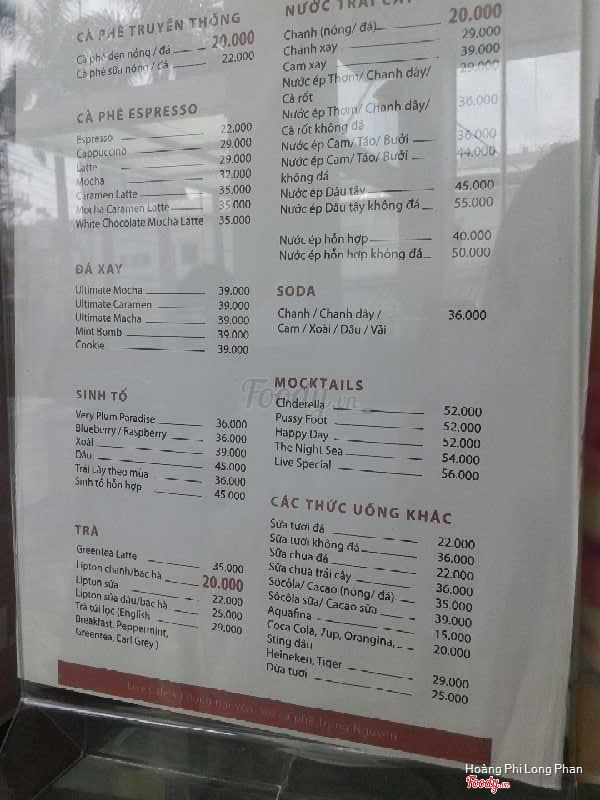 CÀ PHÊ TRUYỀN THỐNG
Cà phê đen nóng / đá 20.000
Cà phê sữa nóng / đá 22.000
CÀ PHÊ ESPRESSO
Espresso 22.000
Cappuccino 29.000
Latte 29.000
Mocha 32.000
Caramen Latte 35.000
Mocha Caramen Latte 35.000
White Chocolate Mocha Latte 35.000
ĐÁ XAY
Ultimate Mocha 39.000
Ultimate Caramen 39.000
Ultimate Macha 39.000
Mint Bomb 39.000
Cookie 39.000
SINH TỐ
Very Plum Paradise 36.000
Blueberry / Raspberry 36.000
Xoài 39.000
Dâu 45.000
Trái cây theo mùa 36.000
Sinh tố hỗn hợp 45.000
TRÀ
Greentea Latte 35.000
Lipton chanh/bạc hà 20.000
Lipton sữa 22.000
Lipton sữa dâu/bạc hà 25.000
Trà túi lọc (English 29.000
Breakfast, Peppermint,
Greentea, Earl Grey )
NƯỚC TRÁI CÂY
Chanh (nóng/ đá) 20.000
Chanh xay 29.000
Cam xay 39.000
Nước ép Thơm/ Chanh dây/ 29.000
Cà rốt
Nước ép Thơm/ Chanh dây/ 36.000
Cà rốt không đá
Nước ép Cam/ Táo/ Bưởi 36.000
Nước ép Cam/ Táo/ Bưởi 44.000
không đá
Nước ép Dâu tây 45.000
Nước ép Dâu tây không đá 55.000
Nước ép hỗn hợp 40.000
Nước ép hỗn hợp không đá 50.000
SODA
Chanh / Chanh dây / 36.000
Cam / Xoài / Dâu / Vải
MOCKTAILS
Cinderella 52.000
Pussy Foot 52.000
Happy Day 52.000
The Night Sea 54.000
Live Special 56.000
CÁC THỨC UỐNG KHÁC
Sữa tươi đá 22.000
Sữa tươi không đá 36.000
Sữa chua đá 22.000
Sữa chua trái cây 36.000
Sôcôla/ Cacao (nóng/ đá) 35.000
Sôcôla sữa/ Cacao sữa 39.000
Aquafina 15.000
Coca Cola, 7up, Orangina, 20.000
Sting dâu
Heineken, Tiger 29.000
Dừa tươi 25.000
Foody.vn
Hoàng Phi Long Phan
Foody.vn